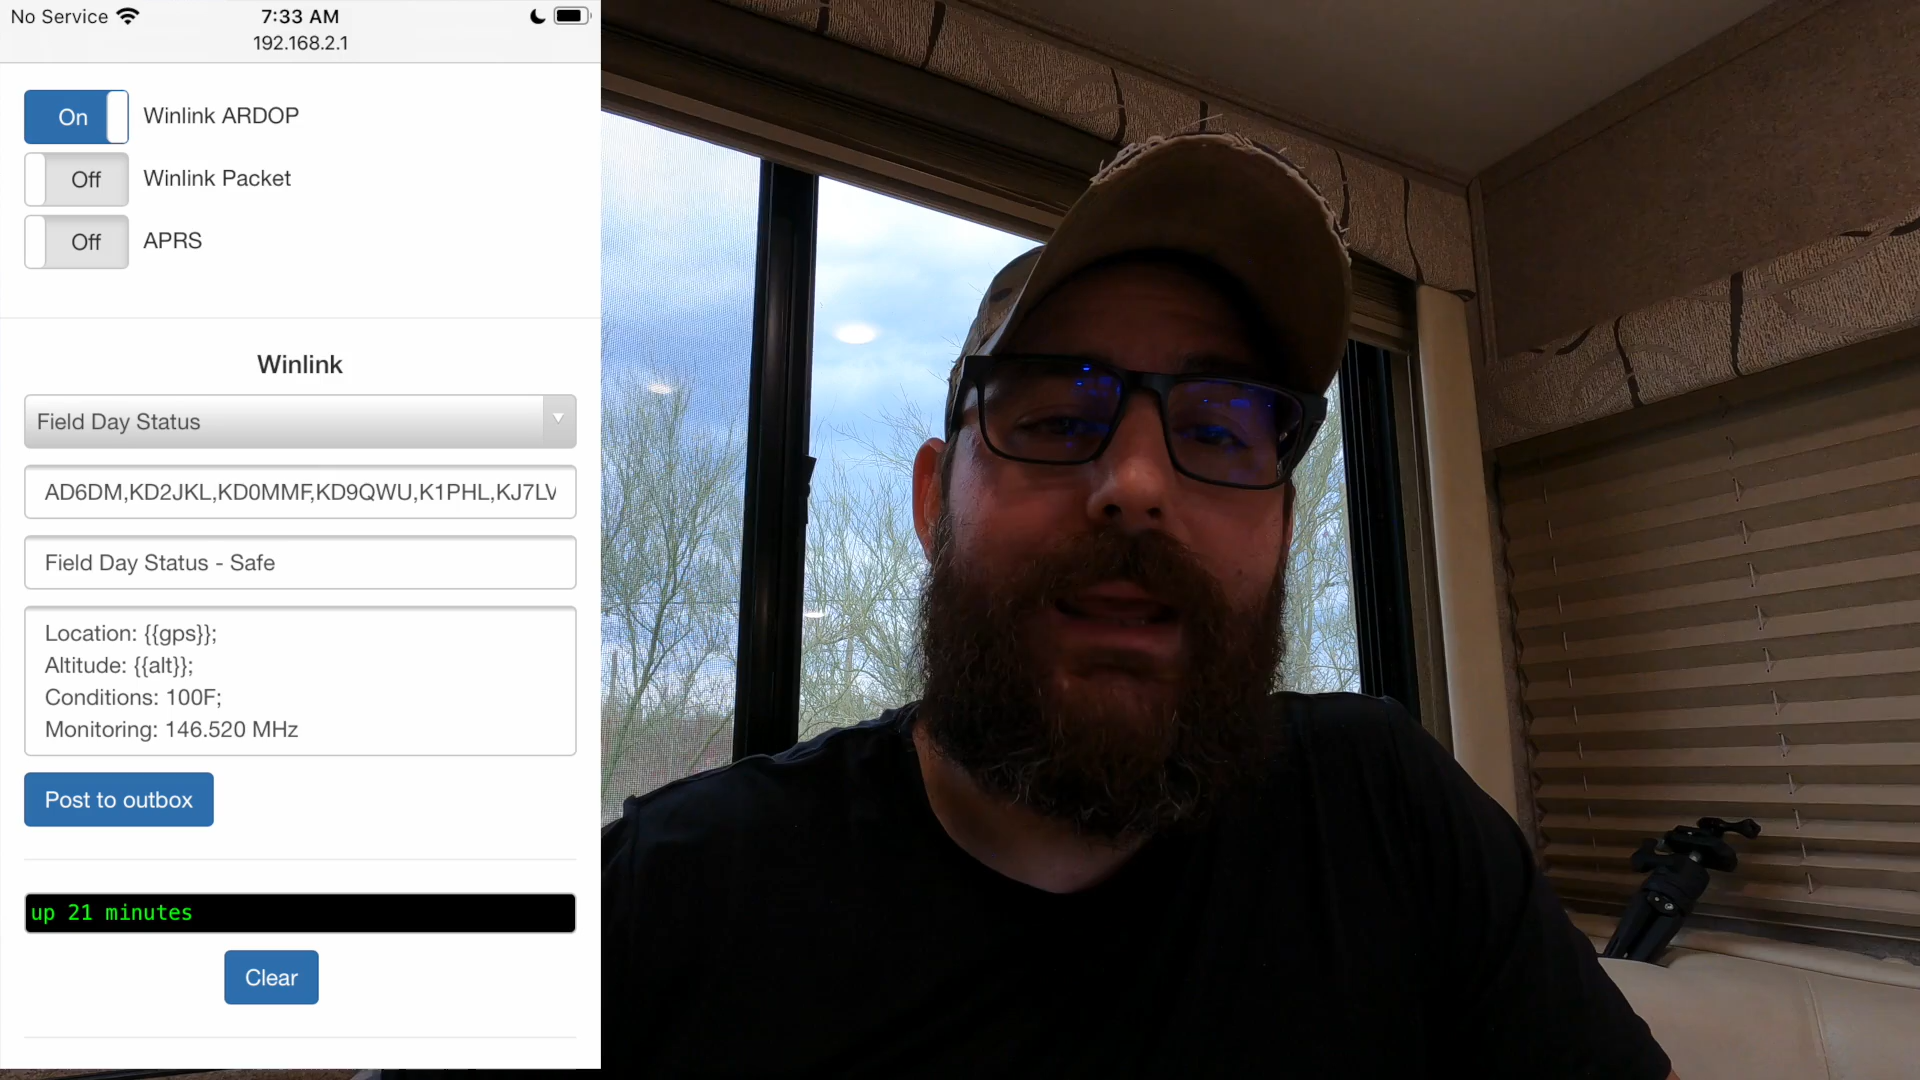 No Service 7:33 AM
192.168.2.1
On Winlink ARDOP
Off Winlink Packet
Off APRS
Winlink
Field Day Status
AD6DM,KD2JKL,KD0MMF,KD9QWU,K1PHL,KJ7LV
Field Day Status - Safe
Location: {{gps}};
Altitude: {{alt}};
Conditions: 100F;
Monitoring: 146.520 MHz
Post to outbox
up 21 minutes
Clear